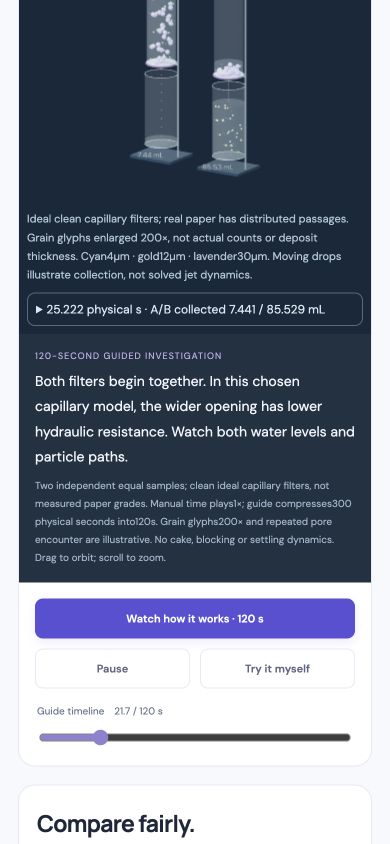 7.44 mL
85.53 mL
Ideal clean capillary filters; real paper has distributed passages.
Grain glyphs enlarged 200×, not actual counts or deposit
thickness. Cyan4μm · gold12μm · lavender30μm. Moving drops
illustrate collection, not solved jet dynamics.
▶ 25.222 physical s · A/B collected 7.441 / 85.529 mL
120-SECOND GUIDED INVESTIGATION
Both filters begin together. In this chosen
capillary model, the wider opening has lower
hydraulic resistance. Watch both water levels and
particle paths.
Two independent equal samples; clean ideal capillary filters, not
measured paper grades. Manual time plays1×; guide compresses300
physical seconds into120s. Grain glyphs200× and repeated pore
encounter are illustrative. No cake, blocking or settling dynamics.
Drag to orbit; scroll to zoom.
Watch how it works · 120 s
Pause
Try it myself
Guide timeline 21.7 / 120 s
Compare fairly.